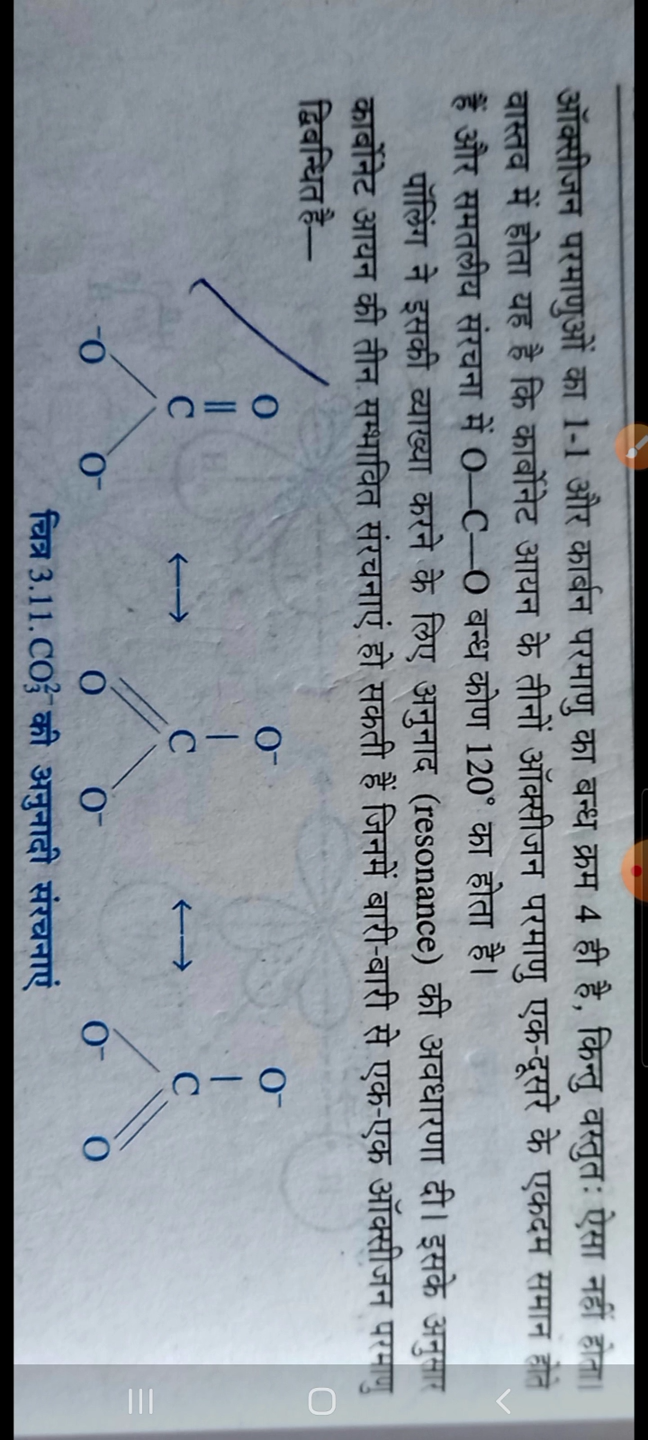 ऑक्सीजन परमाणुओं का 1-1 और कार्बन परमाणु का बन्ध क्रम 4 ही है, किन्तु वस्तुतः ऐसा नहीं होता।
वास्तव में होता यह है कि कार्बोनेट आयन के तीनों ऑक्सीजन परमाणु एक-दूसरे के एकदम समान होते
हैं और समतलीय संरचना में O—C—O बन्ध कोण 120° का होता है।
पॉलिंग ने इसकी व्याख्या करने के लिए अनुनाद (resonance) की अवधारणा दी। इसके अनुसार
कार्बोनेट आयन की तीन सम्भावित संरचनाएं हो सकती हैं जिनमें बारी-बारी से एक-एक ऑक्सीजन परमाणु
द्विबन्धित है—
O O⁻ O⁻
C ⟷ C ⟷ C
⁻O O⁻ O O⁻ O⁻ O
चित्र 3.11. CO₃²⁻ की अनुनादी संरचनाएं